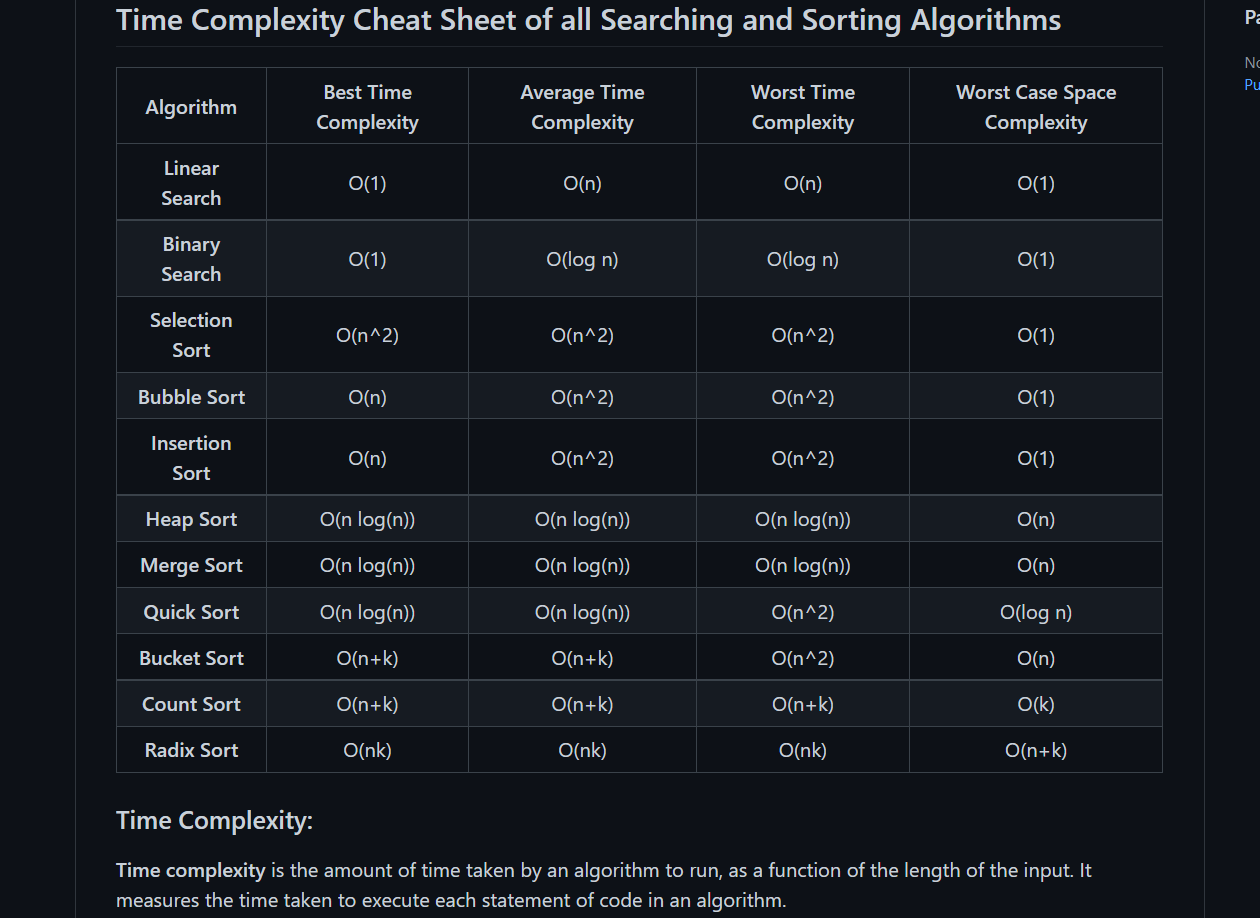 Time Complexity Cheat Sheet of all Searching and Sorting Algorithms
Algorithm
Best Time
Complexity
Average Time
Complexity
Worst Time
Complexity
Worst Case Space
Complexity
Linear
Search
O(1)
O(n)
O(n)
O(1)
Binary
Search
O(1)
O(log n)
O(log n)
O(1)
Selection
Sort
O(n^2)
O(n^2)
O(n^2)
O(1)
Bubble Sort
O(n)
O(n^2)
O(n^2)
O(1)
Insertion
Sort
O(n)
O(n^2)
O(n^2)
O(1)
Heap Sort
O(n log(n))
O(n log(n))
O(n log(n))
O(n)
Merge Sort
O(n log(n))
O(n log(n))
O(n log(n))
O(n)
Quick Sort
O(n log(n))
O(n log(n))
O(n^2)
O(log n)
Bucket Sort
O(n+k)
O(n+k)
O(n^2)
O(n)
Count Sort
O(n+k)
O(n+k)
O(n+k)
O(k)
Radix Sort
O(nk)
O(nk)
O(nk)
O(n+k)
Time Complexity:
Time complexity is the amount of time taken by an algorithm to run, as a function of the length of the input. It
measures the time taken to execute each statement of code in an algorithm.